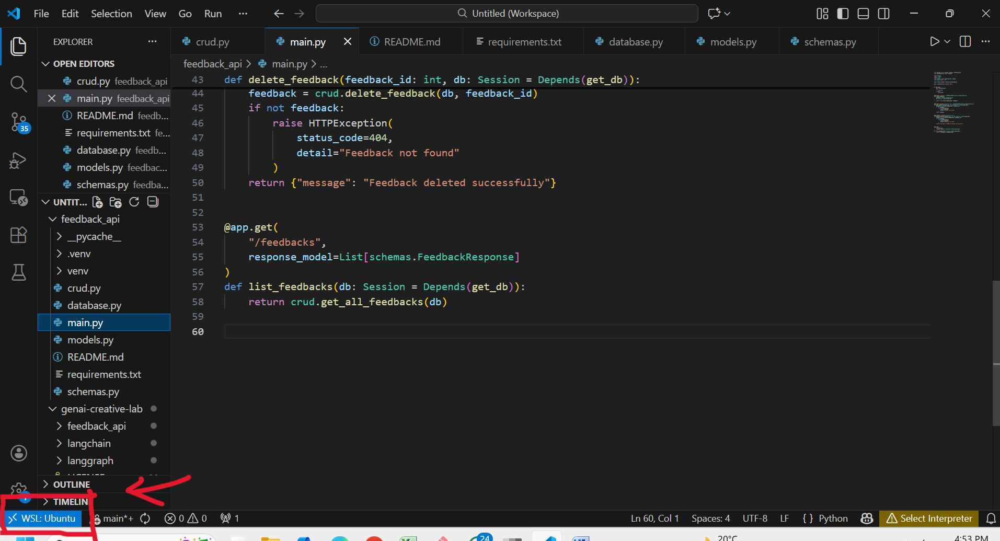 File Edit Selection View Go Run ··· Untitled (Workspace)
EXPLORER ···
crud.py main.py README.md requirements.txt database.py models.py schemas.py
OPEN EDITORS
crud.py feedback_api
main.py feedback_api
README.md feedb...
requirements.txt fe...
database.py feedb...
models.py feedbac...
schemas.py feedba...
UNTIT...
feedback_api
__pycache__
.venv
venv
crud.py
database.py
main.py
models.py
README.md
requirements.txt
schemas.py
genai-creative-lab
feedback_api
langchain
langgraph
OUTLINE
TIMELIN
35
feedback_api > main.py > ...
43 def delete_feedback(feedback_id: int, db: Session = Depends(get_db)):
44 feedback = crud.delete_feedback(db, feedback_id)
45 if not feedback:
46 raise HTTPException(
47 status_code=404,
48 detail="Feedback not found"
49 )
50 return {"message": "Feedback deleted successfully"}
51
52
53 @app.get(
54 "/feedbacks",
55 response_model=List[schemas.FeedbackResponse]
56 )
57 def list_feedbacks(db: Session = Depends(get_db)):
58 return crud.get_all_feedbacks(db)
59
60
WSL: Ubuntu main*+ 0 0 1 Ln 60, Col 1 Spaces: 4 UTF-8 LF { } Python Select Interpreter
24 20°C 4:53 PM